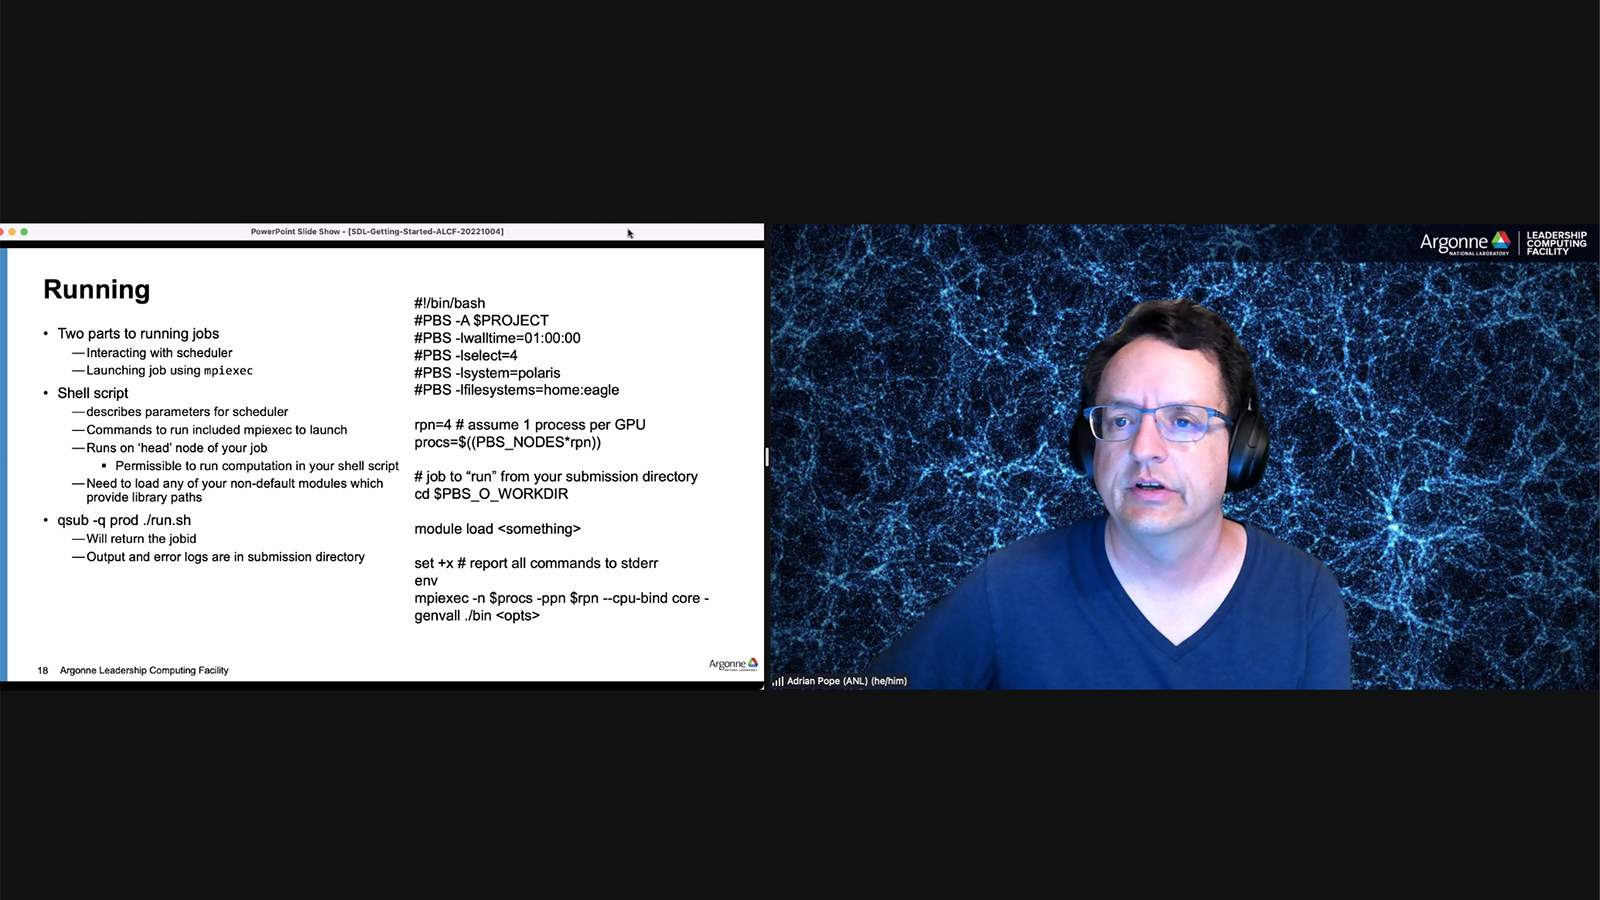 PowerPoint Slide Show - [SDL-Getting-Started-ALCF-20221004]
Running
• Two parts to running jobs
—Interacting with scheduler
—Launching job using mpiexec
• Shell script
—describes parameters for scheduler
—Commands to run included mpiexec to launch
—Runs on ‘head’ node of your job
▪ Permissible to run computation in your shell script
—Need to load any of your non-default modules which
provide library paths
• qsub -q prod ./run.sh
—Will return the jobid
—Output and error logs are in submission directory
#!/bin/bash
#PBS -A $PROJECT
#PBS -lwalltime=01:00:00
#PBS -lselect=4
#PBS -lsystem=polaris
#PBS -lfilesystems=home:eagle
rpn=4 # assume 1 process per GPU
procs=$((PBS_NODES*rpn))
# job to “run” from your submission directory
cd $PBS_O_WORKDIR
module load <something>
set +x # report all commands to stderr
env
mpiexec -n $procs -ppn $rpn --cpu-bind core -
genvall ./bin <opts>
18 Argonne Leadership Computing Facility
Argonne
NATIONAL LABORATORY
Argonne
NATIONAL LABORATORY
LEADERSHIP
COMPUTING
FACILITY
Adrian Pope (ANL) (he/him)